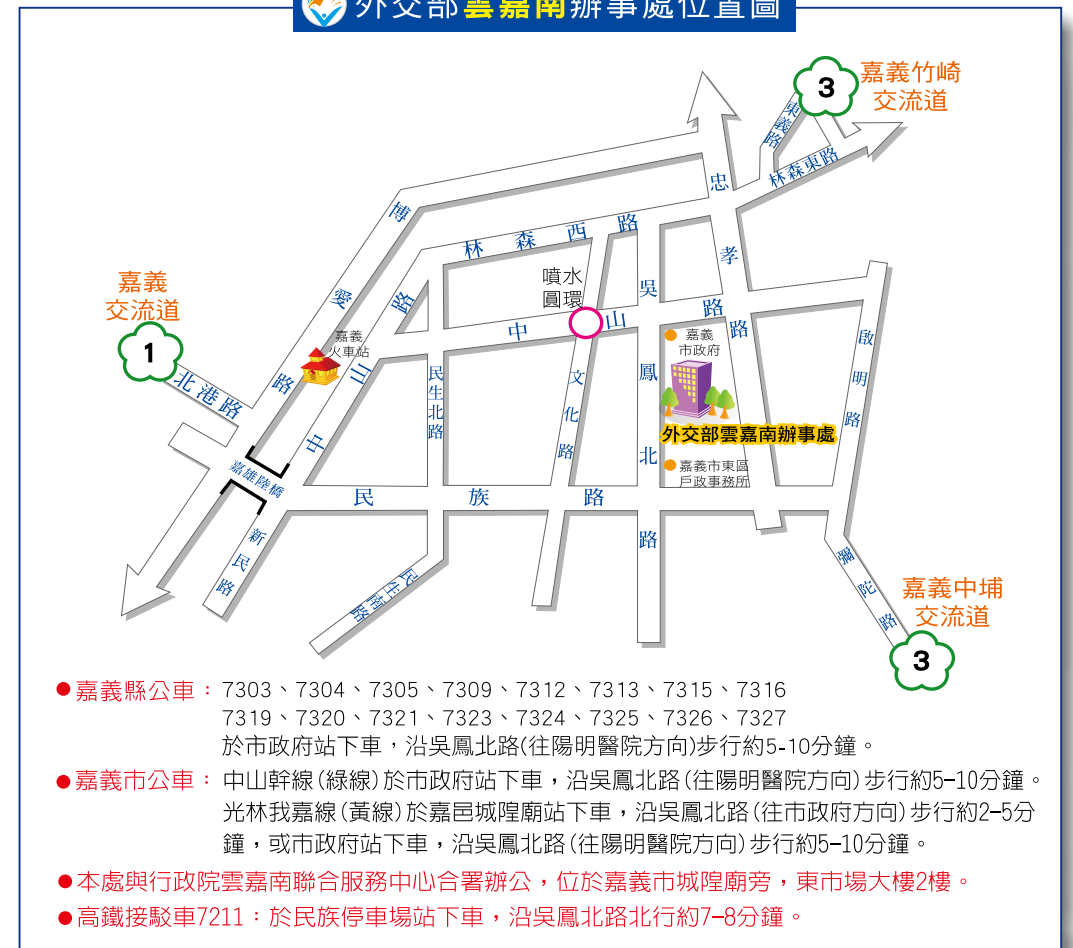 外交部雲嘉南辦事處位置圖
3
嘉義竹崎
交流道
東義路
林森東路
忠孝路
博愛路
林森西路
噴水
圓環
嘉義
交流道
1
北港路
嘉義
火車站
中山路
中山路
吳鳳北路
嘉義
市政府
啟明路
民生北路
文化路
外交部雲嘉南辦事處
嘉義市東區
戶政事務所
嘉雄陸橋
民族路
新民路
民生南路
彌陀路
嘉義中埔
交流道
3
●嘉義縣公車：7303、7304、7305、7309、7312、7313、7315、7316
7319、7320、7321、7323、7324、7325、7326、7327
於市政府站下車，沿吳鳳北路(往陽明醫院方向)步行約5-10分鐘。
●嘉義市公車：中山幹線(綠線)於市政府站下車，沿吳鳳北路(往陽明醫院方向)步行約5-10分鐘。
光林我嘉線(黃線)於嘉邑城隍廟站下車，沿吳鳳北路(往市政府方向)步行約2-5分
鐘，或市政府站下車，沿吳鳳北路(往陽明醫院方向)步行約5-10分鐘。
●本處與行政院雲嘉南聯合服務中心合署辦公，位於嘉義市城隍廟旁，東市場大樓2樓。
●高鐵接駁車7211：於民族停車場站下車，沿吳鳳北路北行約7-8分鐘。